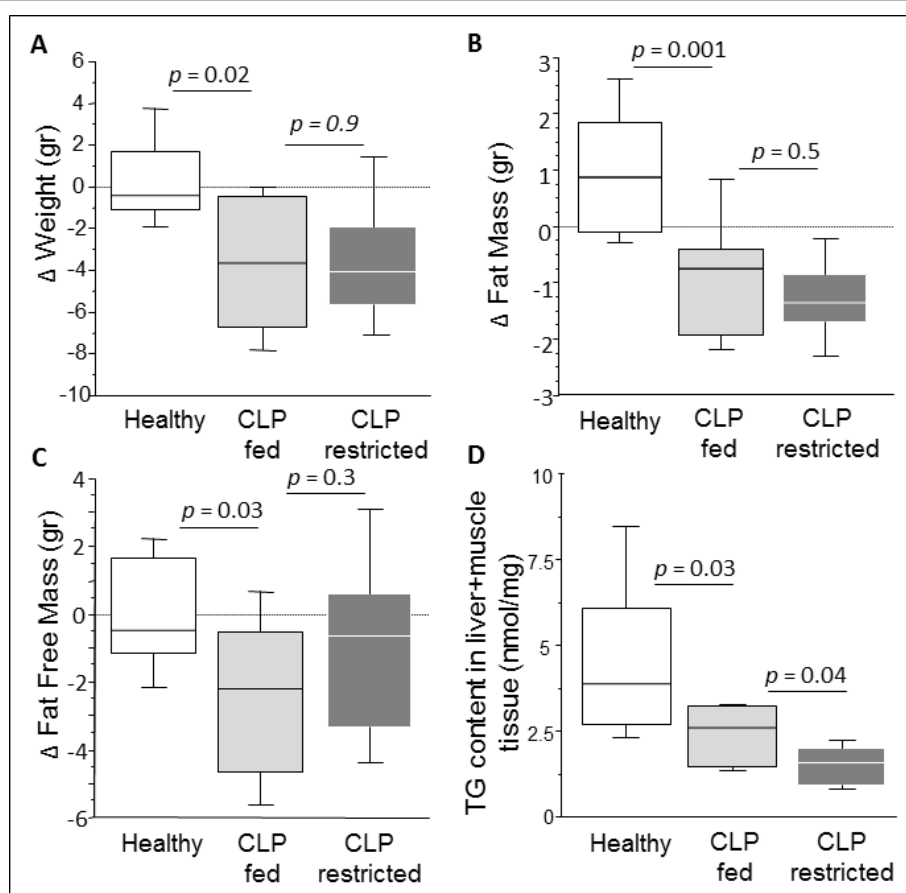 A
Δ Weight (gr)
6
4
2
0
-2
-4
-6
-8
-10
p = 0.02
p = 0.9
Healthy
CLP
fed
CLP
restricted
B
Δ Fat Mass (gr)
3
2
1
0
-1
-2
-3
p = 0.001
p = 0.5
Healthy
CLP
fed
CLP
restricted
C
Δ Fat Free Mass (gr)
4
2
0
-2
-4
-6
p = 0.03
p = 0.3
Healthy
CLP
fed
CLP
restricted
D
TG content in liver+muscle
tissue (nmol/mg)
10
7.5
5
2.5
0
p = 0.03
p = 0.04
Healthy
CLP
fed
CLP
restricted